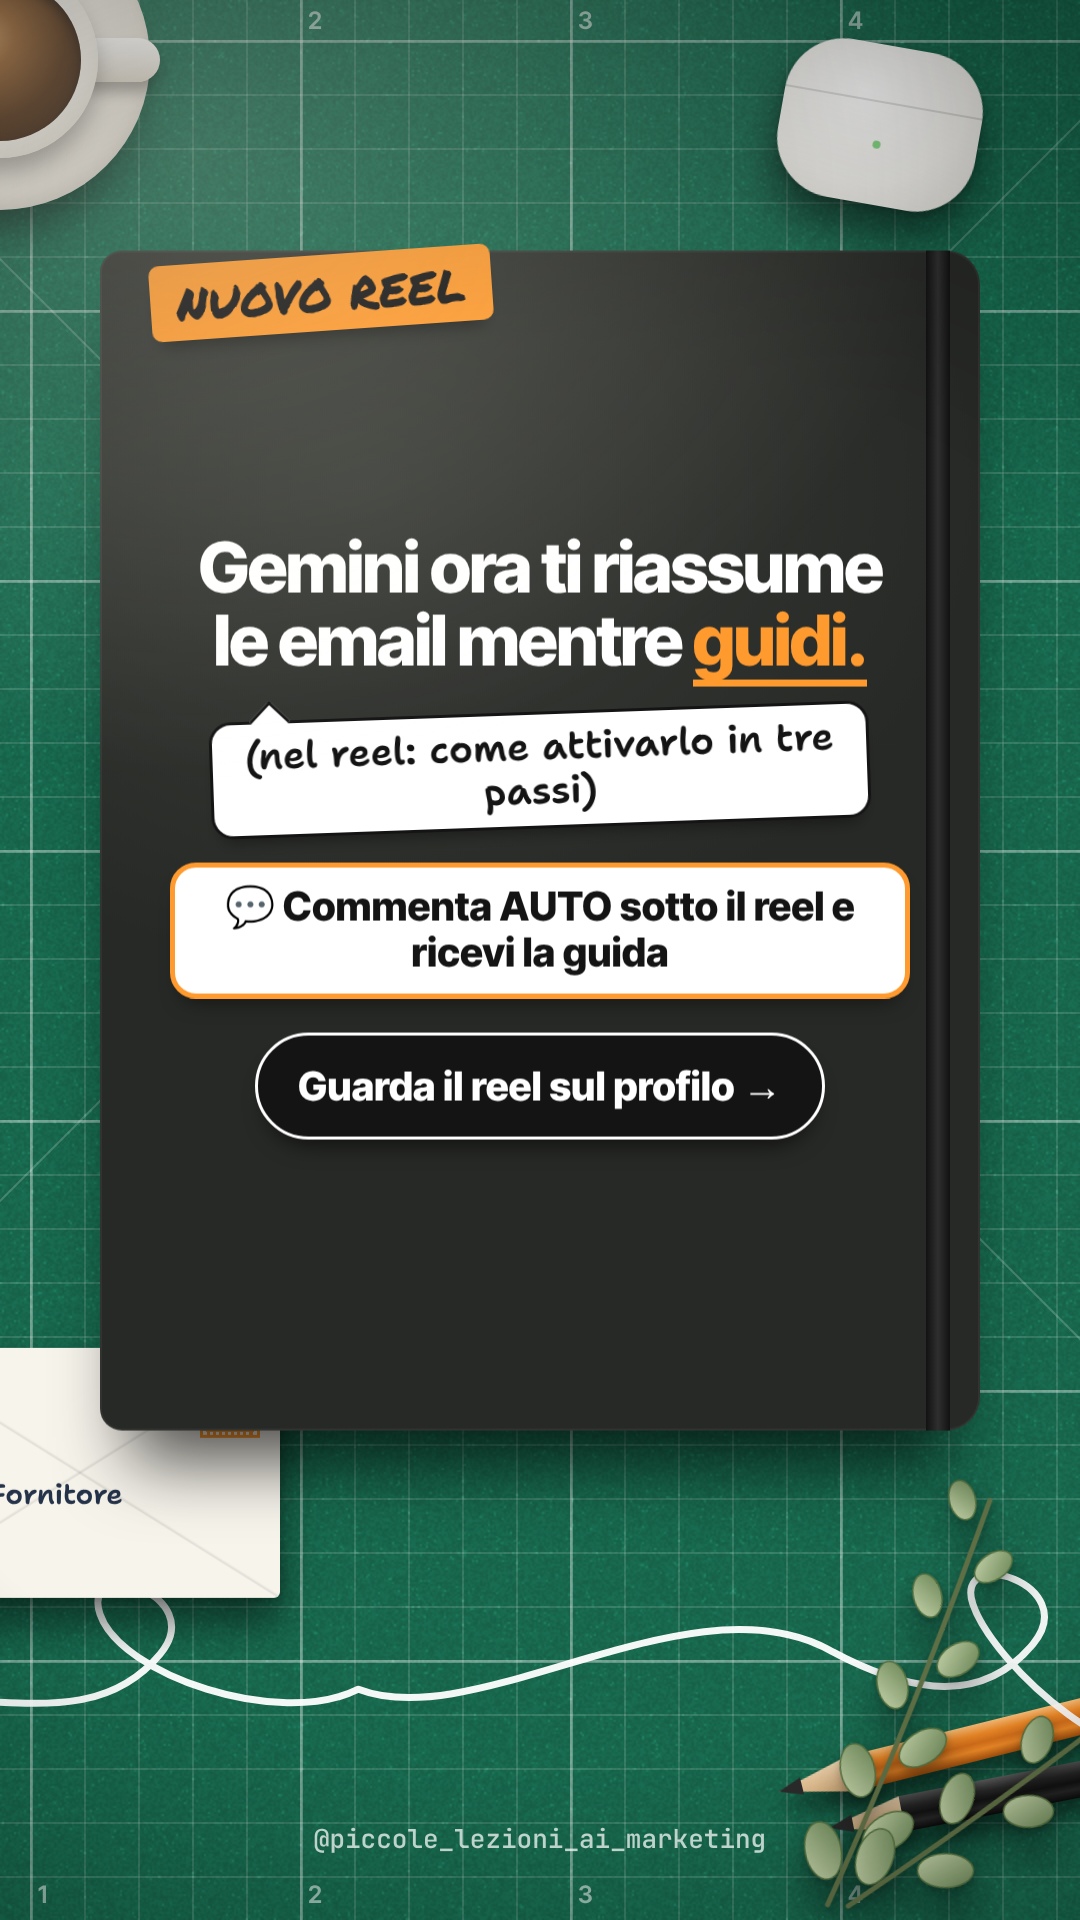 2 3 4
NUOVO REEL
Gemini ora ti riassume
le email mentre guidi.
(nel reel: come attivarlo in tre
passi)
💬 Commenta AUTO sotto il reel e
ricevi la guida
Guarda il reel sul profilo →
Fornitore
@piccole_lezioni_ai_marketing
1 2 3 4